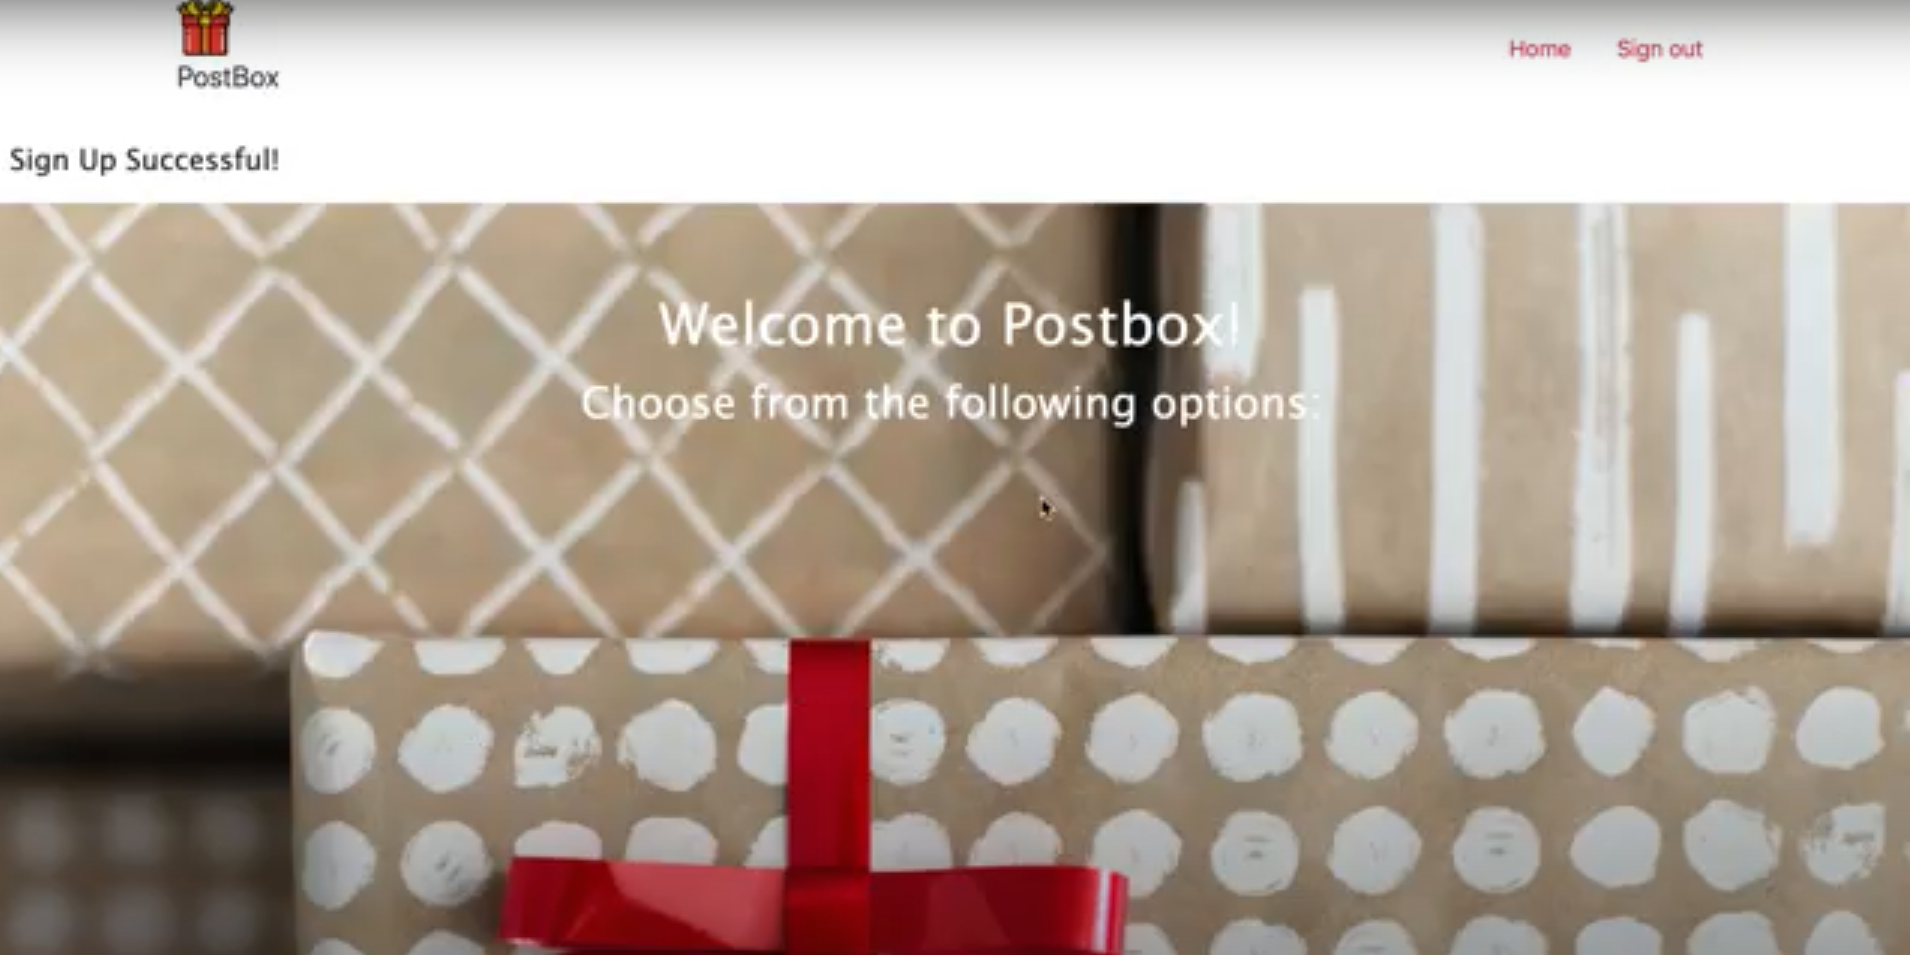 PostBox
Home
Sign out
Sign Up Successful!
Welcome to Postbox!
Choose from the following options: